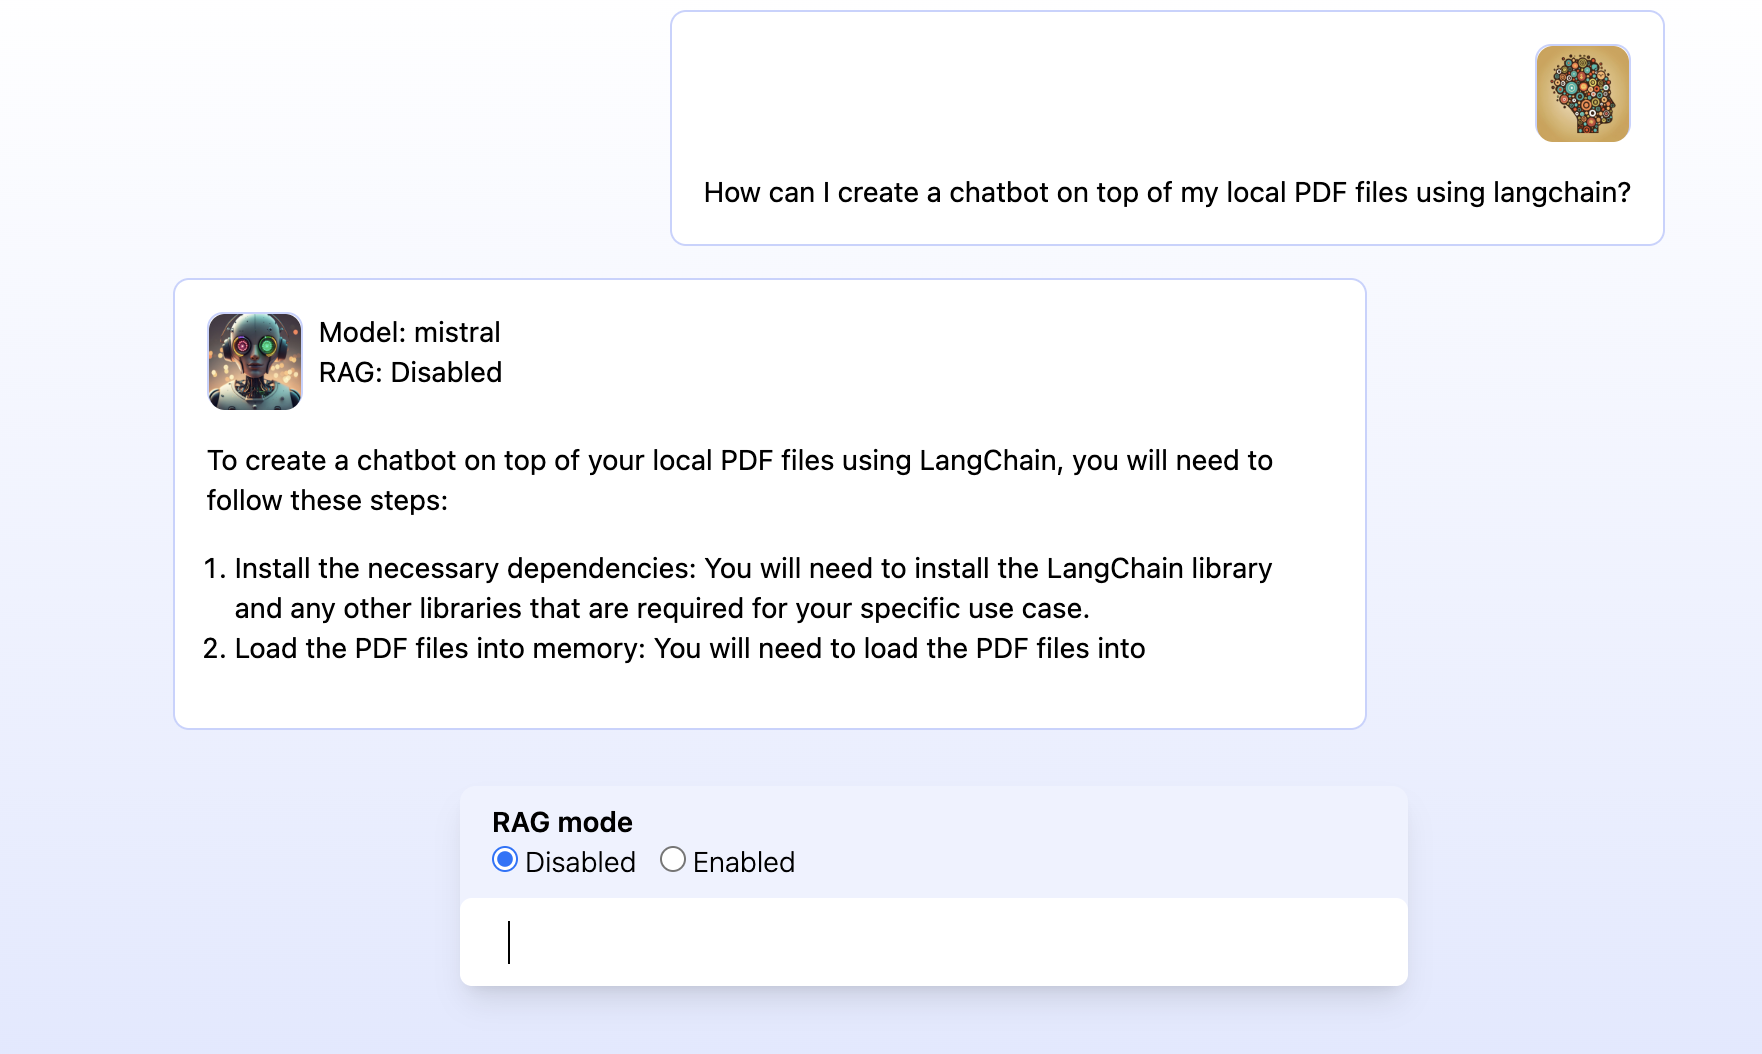 How can I create a chatbot on top of my local PDF files using langchain?
Model: mistral
RAG: Disabled
To create a chatbot on top of your local PDF files using LangChain, you will need to
follow these steps:
1. Install the necessary dependencies: You will need to install the LangChain library
and any other libraries that are required for your specific use case.
2. Load the PDF files into memory: You will need to load the PDF files into
RAG mode
Disabled Enabled